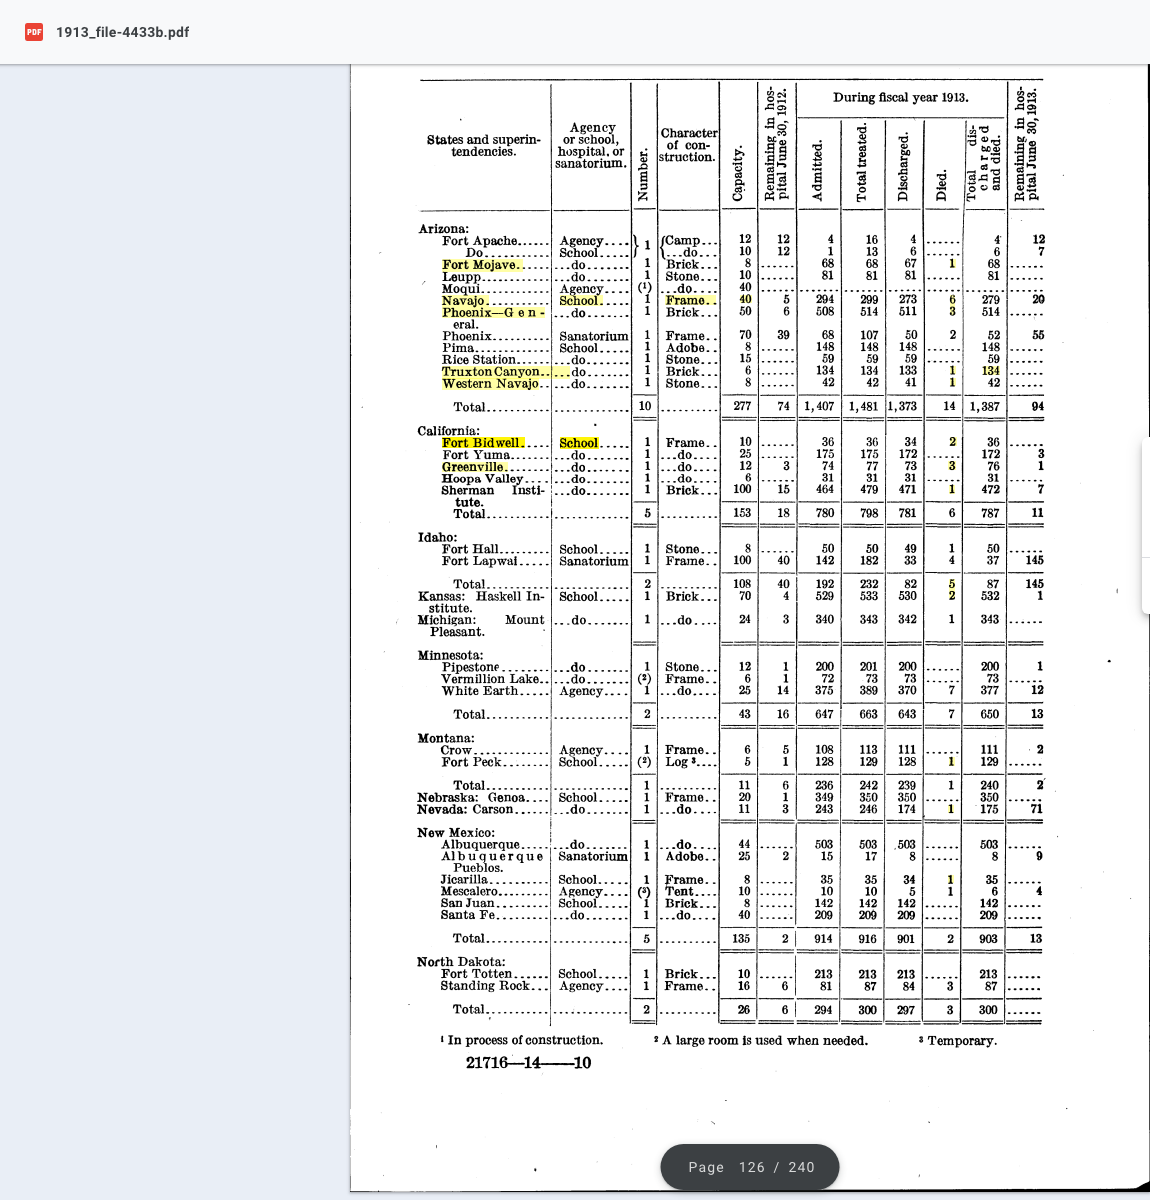 1913_file-4433b.pdf
States and superin-tendencies. Agency or school, hospital, or sanatorium. Number. Character of con-struction. Capacity. Remaining in hos-pital June 30, 1912. During fiscal year 1913. Admitted. Total treated. Discharged. Died. Total dis-charged and died. Remaining in hos-pital June 30, 1913.
Arizona:
Fort Apache...... Agency.... } 1 {Camp... 12 12 4 16 4 ...... 4 12
Do............ School..... ...do.... 10 12 1 13 6 ...... 6 7
Fort Mojave...... ...do....... 1 Brick... 8 ...... 68 68 67 1 68 ......
Leupp............ ...do....... 1 Stone... 10 ...... 81 81 81 ...... 81 ......
Moqui............ Agency.... (1) ...do.... 40 ...... ...... ...... ...... ...... ...... ......
Navajo........... School..... 1 Frame.. 40 5 294 299 273 6 279 20
Phoenix—Gen- ...do....... 1 Brick... 50 6 508 514 511 3 514 ......
eral.
Phoenix.......... Sanatorium 1 Frame.. 70 39 68 107 50 2 52 55
Pima............. School..... 1 Adobe.. 8 ...... 148 148 148 ...... 148 ......
Rice Station..... ...do....... 1 Stone... 15 ...... 59 59 59 ...... 59 ......
Truxton Canyon.. ...do....... 1 Brick... 6 ...... 134 134 133 1 134 ......
Western Navajo.. ...do....... 1 Stone... 8 ...... 42 42 41 1 42 ......
Total........... ............ 10 .......... 277 74 1,407 1,481 1,373 14 1,387 94
California:
Fort Bidwell..... School..... 1 Frame.. 10 ...... 36 36 34 2 36 ......
Fort Yuma....... ...do....... 1 ...do.... 25 ...... 175 175 172 ...... 172 3
Greenville....... ...do....... 1 ...do.... 12 3 74 77 73 3 76 1
Hoopa Valley.... ...do....... 1 ...do.... 6 ...... 31 31 31 ...... 31 ......
Sherman Insti- ...do....... 1 Brick... 100 15 464 479 471 1 472 7
tute.
Total........... ............ 5 .......... 153 18 780 798 781 6 787 11
Idaho:
Fort Hall......... School..... 1 Stone... 8 ...... 50 50 49 1 50 ......
Fort Lapwai..... Sanatorium 1 Frame.. 100 40 142 182 33 4 37 145
Total........... ............ 2 .......... 108 40 192 232 82 5 87 145
Kansas: Haskell In- School..... 1 Brick... 70 4 529 533 530 2 532 1
stitute.
Michigan: Mount ...do....... 1 ...do.... 24 3 340 343 342 1 343 ......
Pleasant.
Minnesota:
Pipestone........ ...do....... 1 Stone... 12 1 200 201 200 ...... 200 1
Vermillion Lake.. ...do....... (2) Frame.. 6 1 72 73 73 ...... 73 ......
White Earth..... Agency.... 1 ...do.... 25 14 375 389 370 7 377 12
Total........... ............ 2 .......... 43 16 647 663 643 7 650 13
Montana:
Crow............. Agency.... 1 Frame.. 6 5 108 113 111 ...... 111 2
Fort Peck........ School..... (2) Log 3.... 5 1 128 129 128 1 129 ......
Total........... ............ 1 .......... 11 6 236 242 239 1 240 2
Nebraska: Genoa.... School..... 1 Frame.. 20 1 349 350 350 ...... 350 ......
Nevada: Carson...... ...do....... 1 ...do.... 11 3 243 246 174 1 175 71
New Mexico:
Albuquerque..... ...do....... 1 ...do.... 44 ...... 503 503 503 ...... 503 ......
Albuquerque Sanatorium 1 Adobe.. 25 2 15 17 8 ...... 8 9
Pueblos.
Jicarilla.......... School..... 1 Frame.. 8 ...... 35 35 34 1 35 ......
Mescalero........ Agency.... (3) Tent.... 10 ...... 10 10 5 1 6 4
San Juan........ School..... 1 Brick... 8 ...... 142 142 142 ...... 142 ......
Santa Fe......... ...do....... 1 ...do.... 40 ...... 209 209 209 ...... 209 ......
Total........... ............ 5 .......... 135 2 914 916 901 2 903 13
North Dakota:
Fort Totten...... School..... 1 Brick... 10 ...... 213 213 213 ...... 213 ......
Standing Rock... Agency.... 1 Frame.. 16 6 81 87 84 3 87 ......
Total........... ............ 2 .......... 26 6 294 300 297 3 300 ......
1 In process of construction. 2 A large room is used when needed. 3 Temporary.
21716—14——10
Page 126 / 240